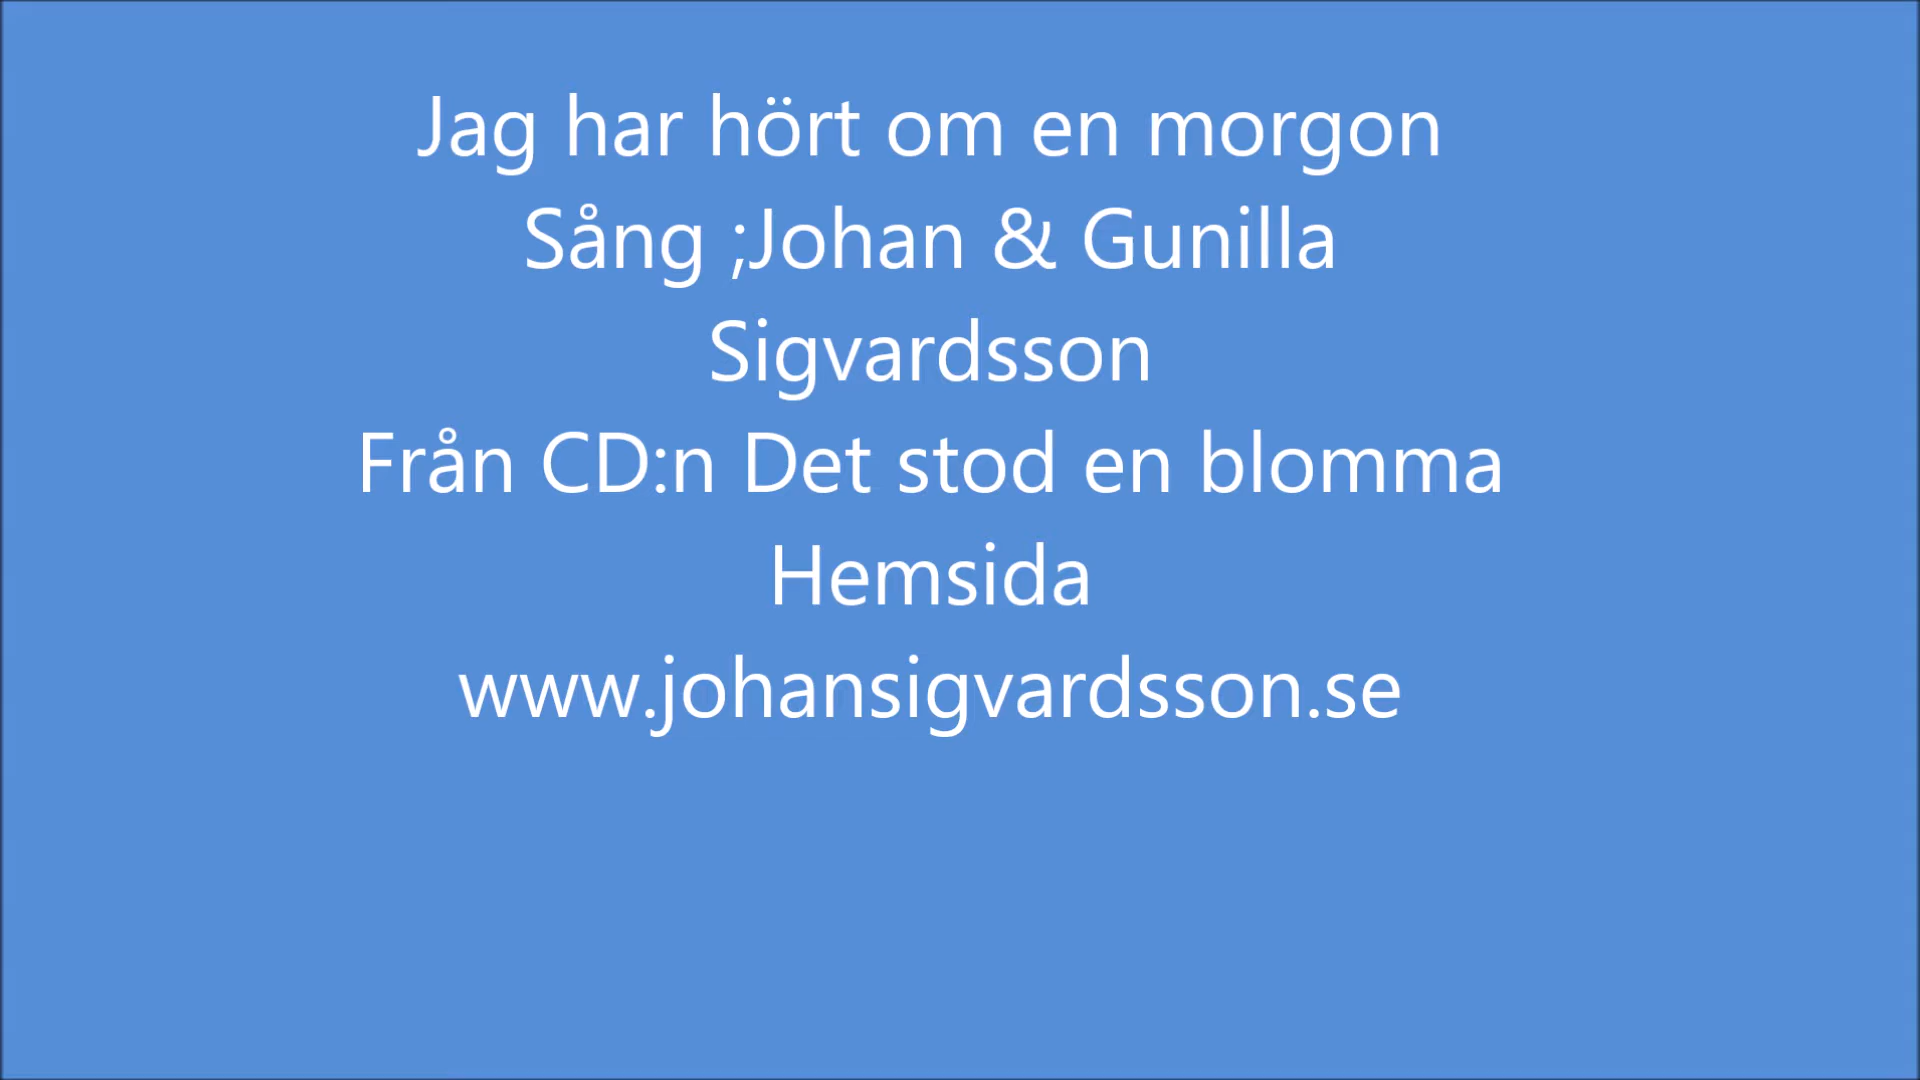 Jag har hört om en morgon
Sång ;Johan & Gunilla
Sigvardsson
Från CD:n Det stod en blomma
Hemsida
www.johansigvardsson.se